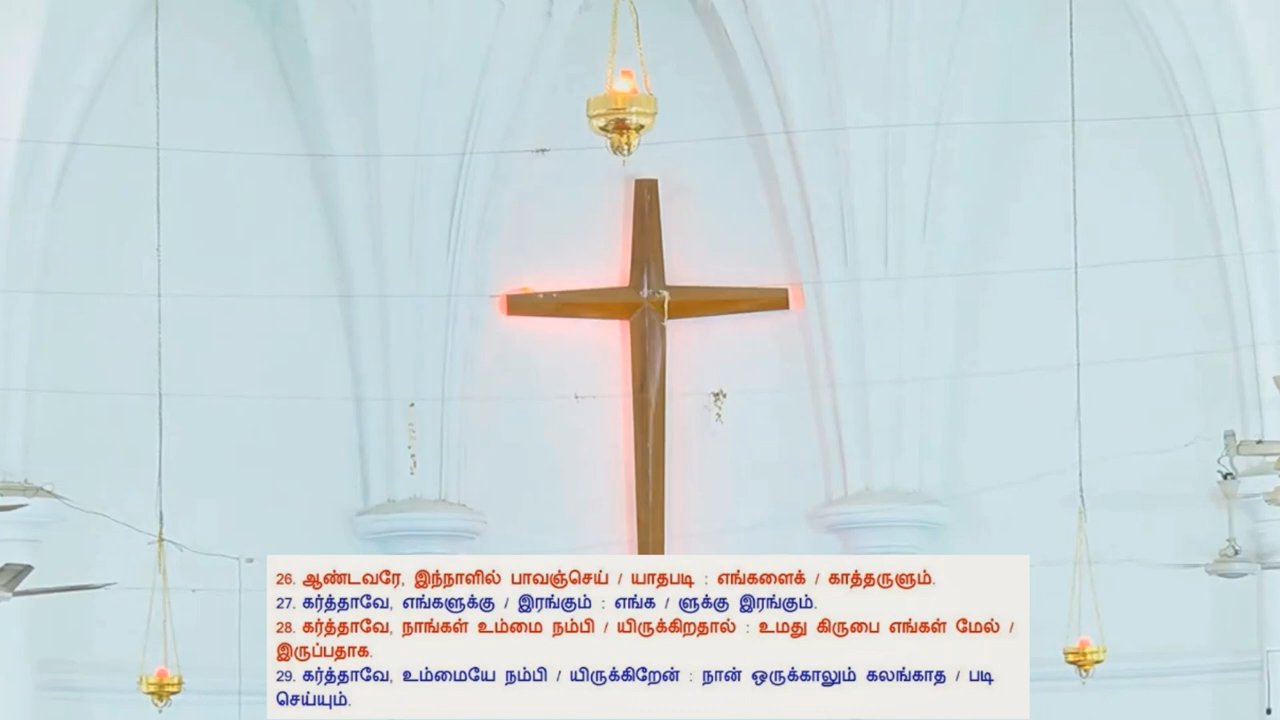 26. ஆண்டவரே, இந்நாளில் பாவஞ்செய் / யாதபடி : எங்களைக் / காத்தருளும்.
27. கர்த்தாவே, எங்களுக்கு / இரங்கும் : எங்க / ளுக்கு இரங்கும்.
28. கர்த்தாவே, நாங்கள் உம்மை நம்பி / யிருக்கிறதால் : உமது கிருபை எங்கள் மேல் /
இருப்பதாக.
29. கர்த்தாவே, உம்மையே நம்பி / யிருக்கிறேன் : நான் ஒருக்காலும் கலங்காத / படி
செய்யும்.